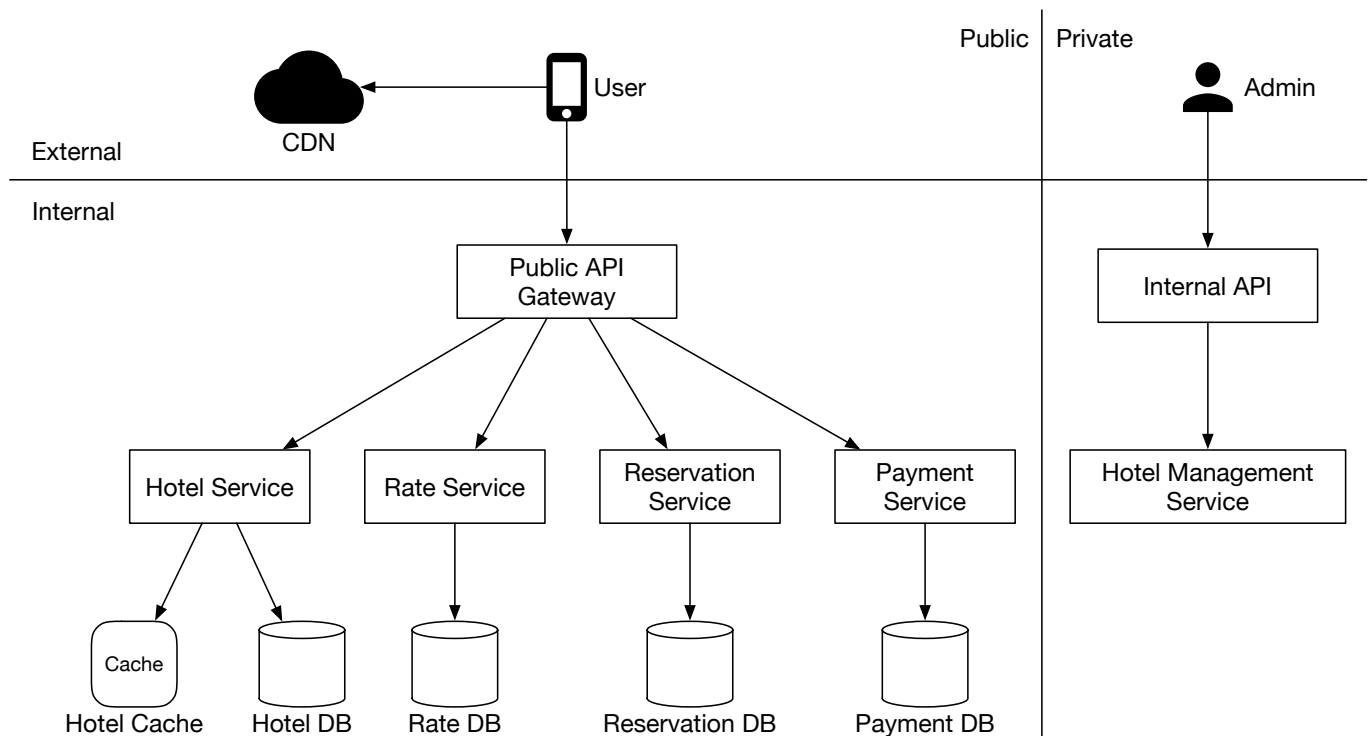 Public
Private
User
Admin
CDN
External
Internal
Public API
Gateway
Internal API
Hotel Service
Rate Service
Reservation
Service
Payment
Service
Hotel Management
Service
Cache
Hotel Cache
Hotel DB
Rate DB
Reservation DB
Payment DB